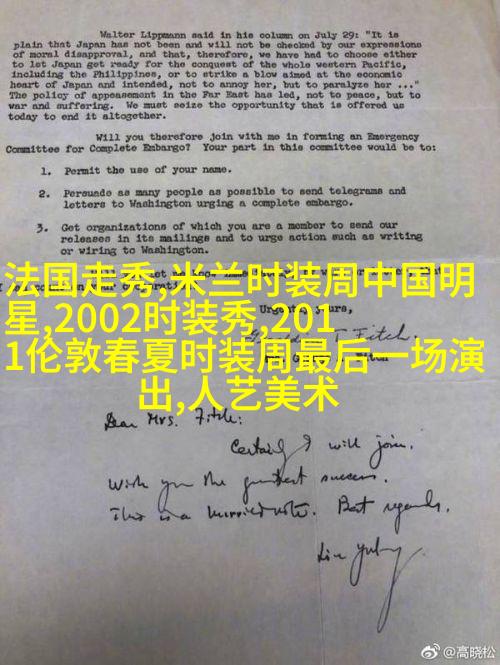 Walter Lippmann said in his column on July 29: "It is
plain that Japan has not been and will not be checked by our expressions
of moral disapproval, and that, therefore, we have had to choose either
to let Japan get ready for the conquest of the whole western Pacific,
including the Philippines, or to strike a blow aimed at the economic
heart of Japan and intended, not to annoy her, but to paralyze her ..."
The policy of appeasement in the Far East has led, not to peace, but to
war and suffering. We must seize the opportunity that is offered us
today to end it altogether.
Will you therefore join with me in forming an Emergency
Committee for Complete Embargo? Your part in this committee would be to:
1. Permit the use of your name.
2. Persuade as many people as possible to send telegrams and
letters to Washington urging a complete embargo.
3. Get organizations of which you are a member to send our
releases in its mailings and to urge action such as writing
or wiring to Washington.
法国走秀,米兰时装周中国明
星,2002时装秀,201
1伦敦春夏时装周最后一场演
出,人艺美术
Urgently yours,
T. Fitch
Dear Mrs. Fitch:
Certainly I will join.
Wish you the greatest success.
This is a hurried note. Best regards.
Lin Yutang
@高晓松